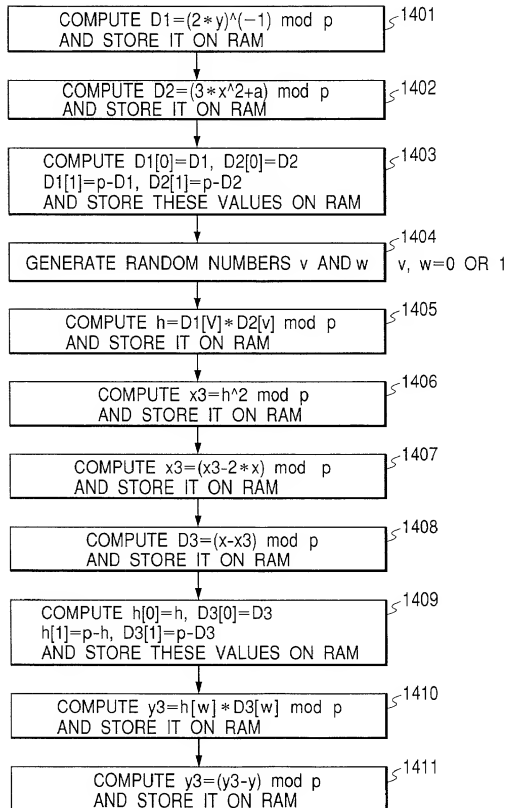 COMPUTE D1=(2*y)^(-1) mod p
AND STORE IT ON RAM
1401
COMPUTE D2=(3*x^2+a) mod p
AND STORE IT ON RAM
1402
COMPUTE D1[0]=D1, D2[0]=D2
D1[1]=p-D1, D2[1]=p-D2
AND STORE THESE VALUES ON RAM
1403
GENERATE RANDOM NUMBERS v AND w
1404
v, w=0 OR 1
COMPUTE h=D1[V]*D2[v] mod p
AND STORE IT ON RAM
1405
COMPUTE x3=h^2 mod p
AND STORE IT ON RAM
1406
COMPUTE x3=(x3-2*x) mod p
AND STORE IT ON RAM
1407
COMPUTE D3=(x-x3) mod p
AND STORE IT ON RAM
1408
COMPUTE h[0]=h, D3[0]=D3
h[1]=p-h, D3[1]=p-D3
AND STORE THESE VALUES ON RAM
1409
COMPUTE y3=h[w]*D3[w] mod p
AND STORE IT ON RAM
1410
COMPUTE y3=(y3-y) mod p
AND STORE IT ON RAM
1411